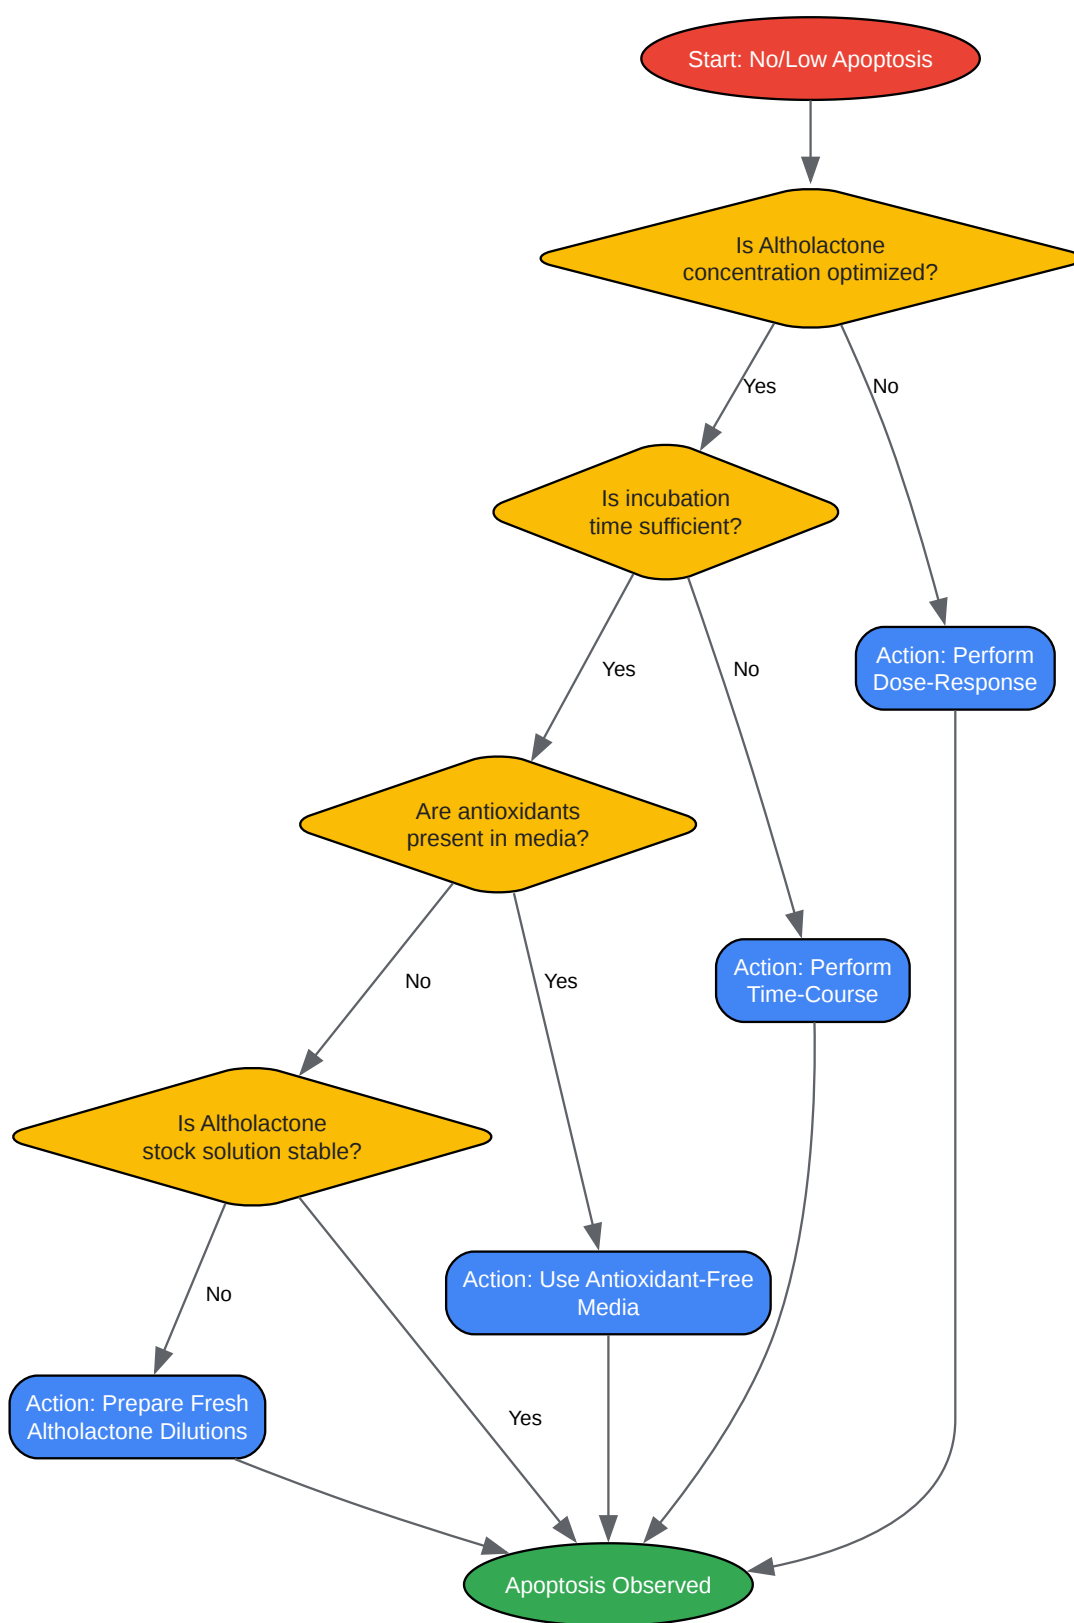 Start: No/Low Apoptosis
Is Altholactone
concentration optimized?
Yes
No
Is incubation
time sufficient?
Action: Perform
Dose-Response
Yes
No
Are antioxidants
present in media?
Action: Perform
Time-Course
No
Yes
Is Altholactone
stock solution stable?
Action: Use Antioxidant-Free
Media
No
Action: Prepare Fresh
Altholactone Dilutions
Yes
Apoptosis Observed